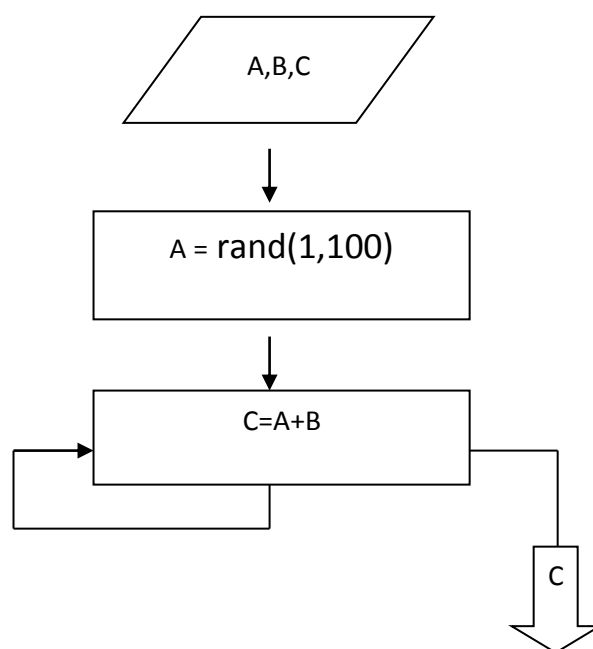 A,B,C
A = rand(1,100)
C=A+B
C